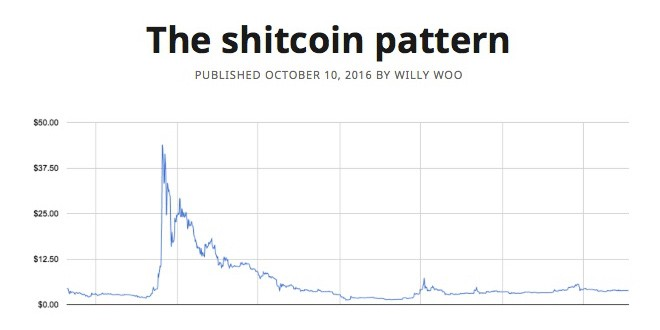 The shitcoin pattern
PUBLISHED OCTOBER 10, 2016 BY WILLY WOO
$50.00
$37.50
$25.00
$12.50
$0.00